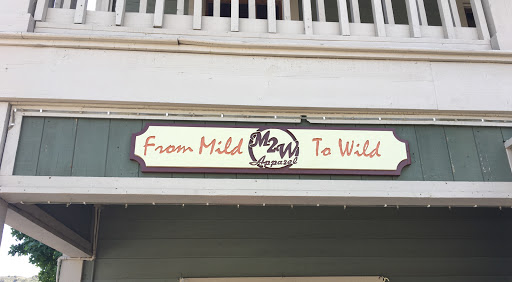 From Mild M2W To Wild
Apparel